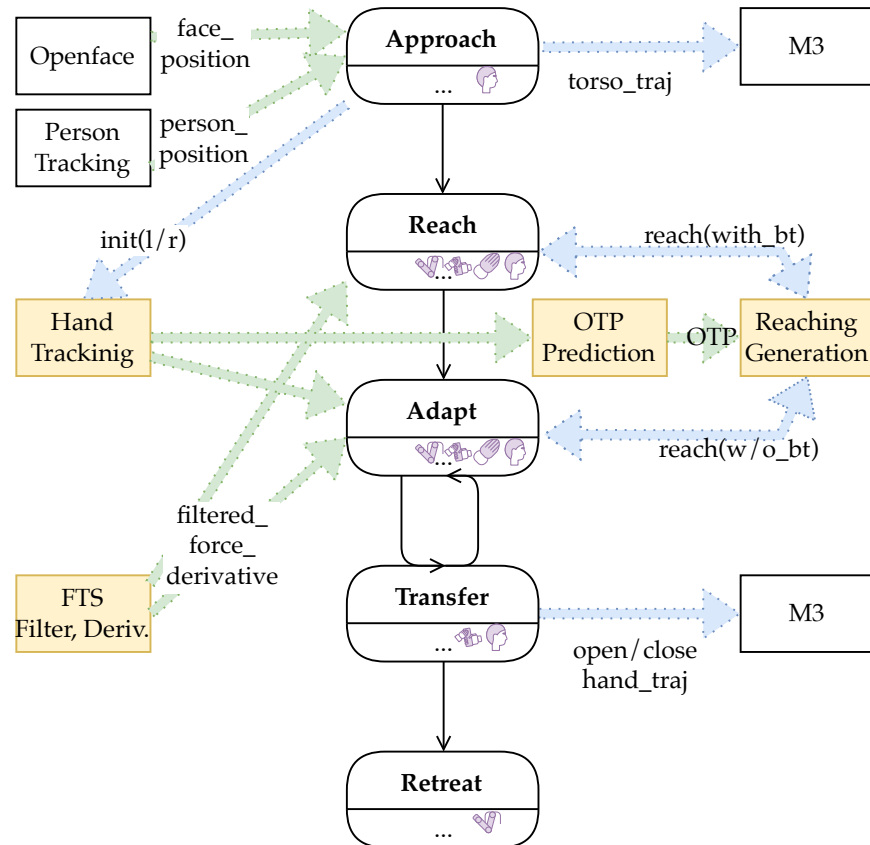 Openface
face_
position
Approach
...
torso_traj
M3
Person
Tracking
person_
position
init(l/r)
Reach
...
reach(with_bt)
Hand
Trackinig
OTP
Prediction
OTP
Reaching
Generation
Adapt
...
reach(w/o_bt)
filtered_
force_
derivative
FTS
Filter, Deriv.
Transfer
...
open/close
hand_traj
M3
Retreat
...